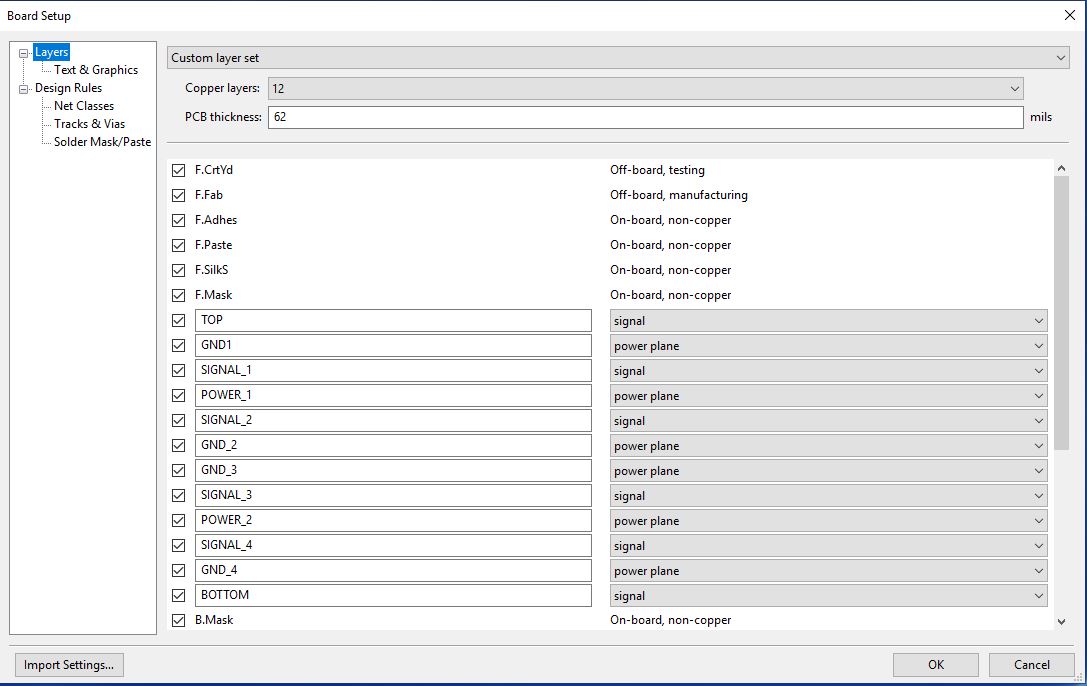 Board Setup
Layers
Text & Graphics
Design Rules
Net Classes
Tracks & Vias
Solder Mask/Paste
Custom layer set
Copper layers: 12
PCB thickness: 62 mils
F.CrtYd Off-board, testing
F.Fab Off-board, manufacturing
F.Adhes On-board, non-copper
F.Paste On-board, non-copper
F.SilkS On-board, non-copper
F.Mask On-board, non-copper
TOP signal
GND1 power plane
SIGNAL_1 signal
POWER_1 power plane
SIGNAL_2 signal
GND_2 power plane
GND_3 power plane
SIGNAL_3 signal
POWER_2 power plane
SIGNAL_4 signal
GND_4 power plane
BOTTOM signal
B.Mask On-board, non-copper
Import Settings... OK Cancel